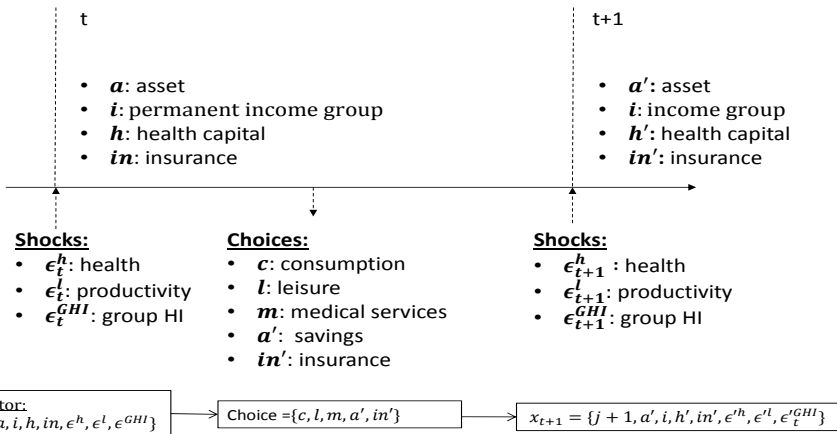 t
t+1
• a: asset
• i: permanent income group
• h: health capital
• in: insurance
• a′: asset
• i: income group
• h′: health capital
• in′: insurance
Shocks:
• ϵ_t^h: health
• ϵ_t^l: productivity
• ϵ_t^{GHI}: group HI
Choices:
• c: consumption
• l: leisure
• m: medical services
• a′: savings
• in′: insurance
Shocks:
• ϵ_{t+1}^h : health
• ϵ_{t+1}^l: productivity
• ϵ_{t+1}^{GHI}: group HI
tor:
a, i, h, in, ϵ^h, ϵ^l, ϵ^{GHI}}
Choice ={c, l, m, a′, in′}
x_{t+1} = {j + 1, a′, i, h′, in′, ϵ′^h, ϵ′^l, ϵ′_t^{GHI}}